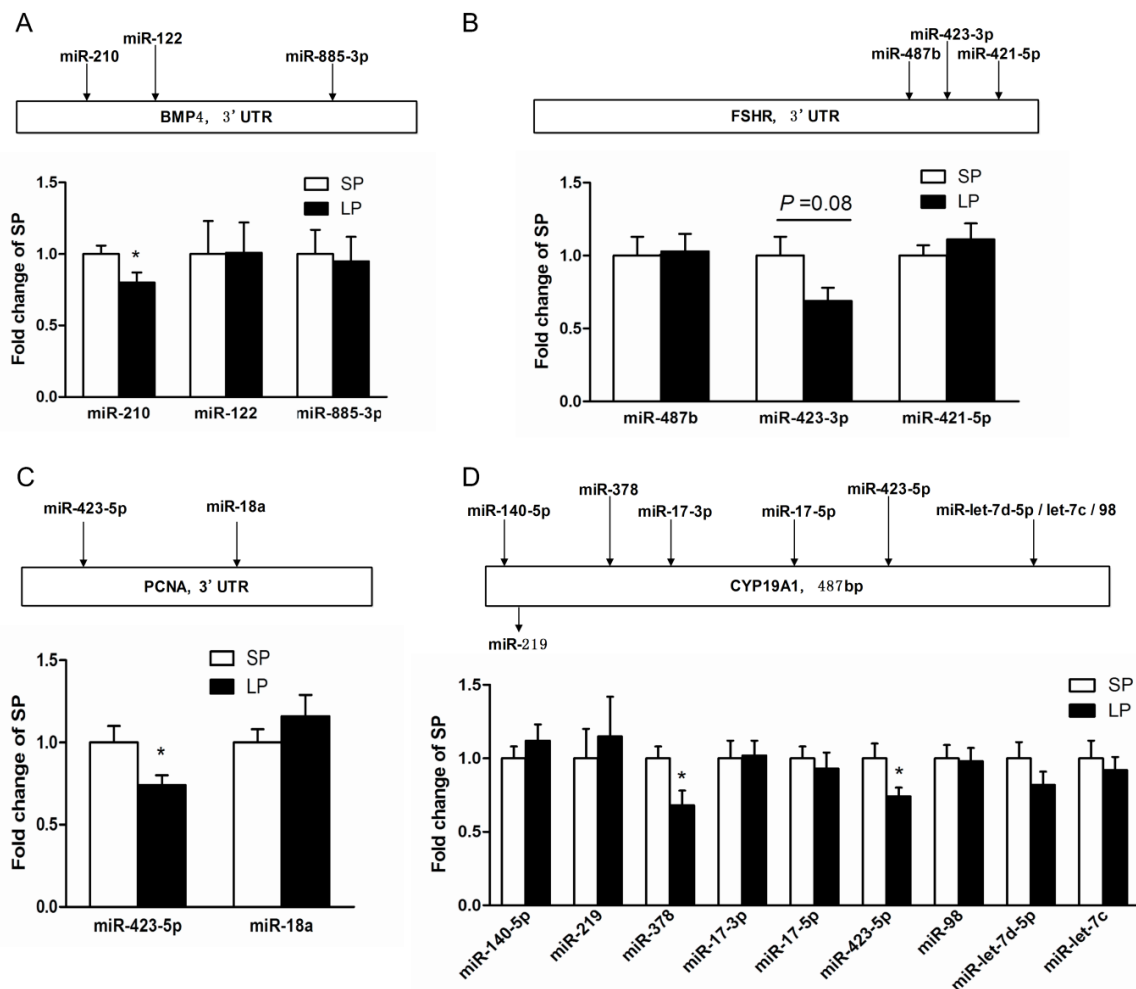 A
miR-122
miR-210
miR-885-3p
BMP4, 3' UTR
1.5
1.0
0.5
0.0
Fold change of SP
SP
LP
*
miR-210
miR-122
miR-885-3p
B
miR-423-3p
miR-487b
miR-421-5p
FSHR, 3' UTR
1.5
1.0
0.5
0.0
Fold change of SP
SP
LP
P =0.08
miR-487b
miR-423-3p
miR-421-5p
C
miR-423-5p
miR-18a
PCNA, 3' UTR
1.5
1.0
0.5
0.0
Fold change of SP
SP
LP
*
miR-423-5p
miR-18a
D
miR-378
miR-423-5p
miR-140-5p
miR-17-3p
miR-17-5p
miR-let-7d-5p / let-7c / 98
CYP19A1, 487bp
miR-219
1.5
1.0
0.5
0.0
Fold change of SP
SP
LP
*
*
miR-140-5p
miR-219
miR-378
miR-17-3p
miR-17-5p
miR-423-5p
miR-98
miR-let-7d-5p
miR-let-7c